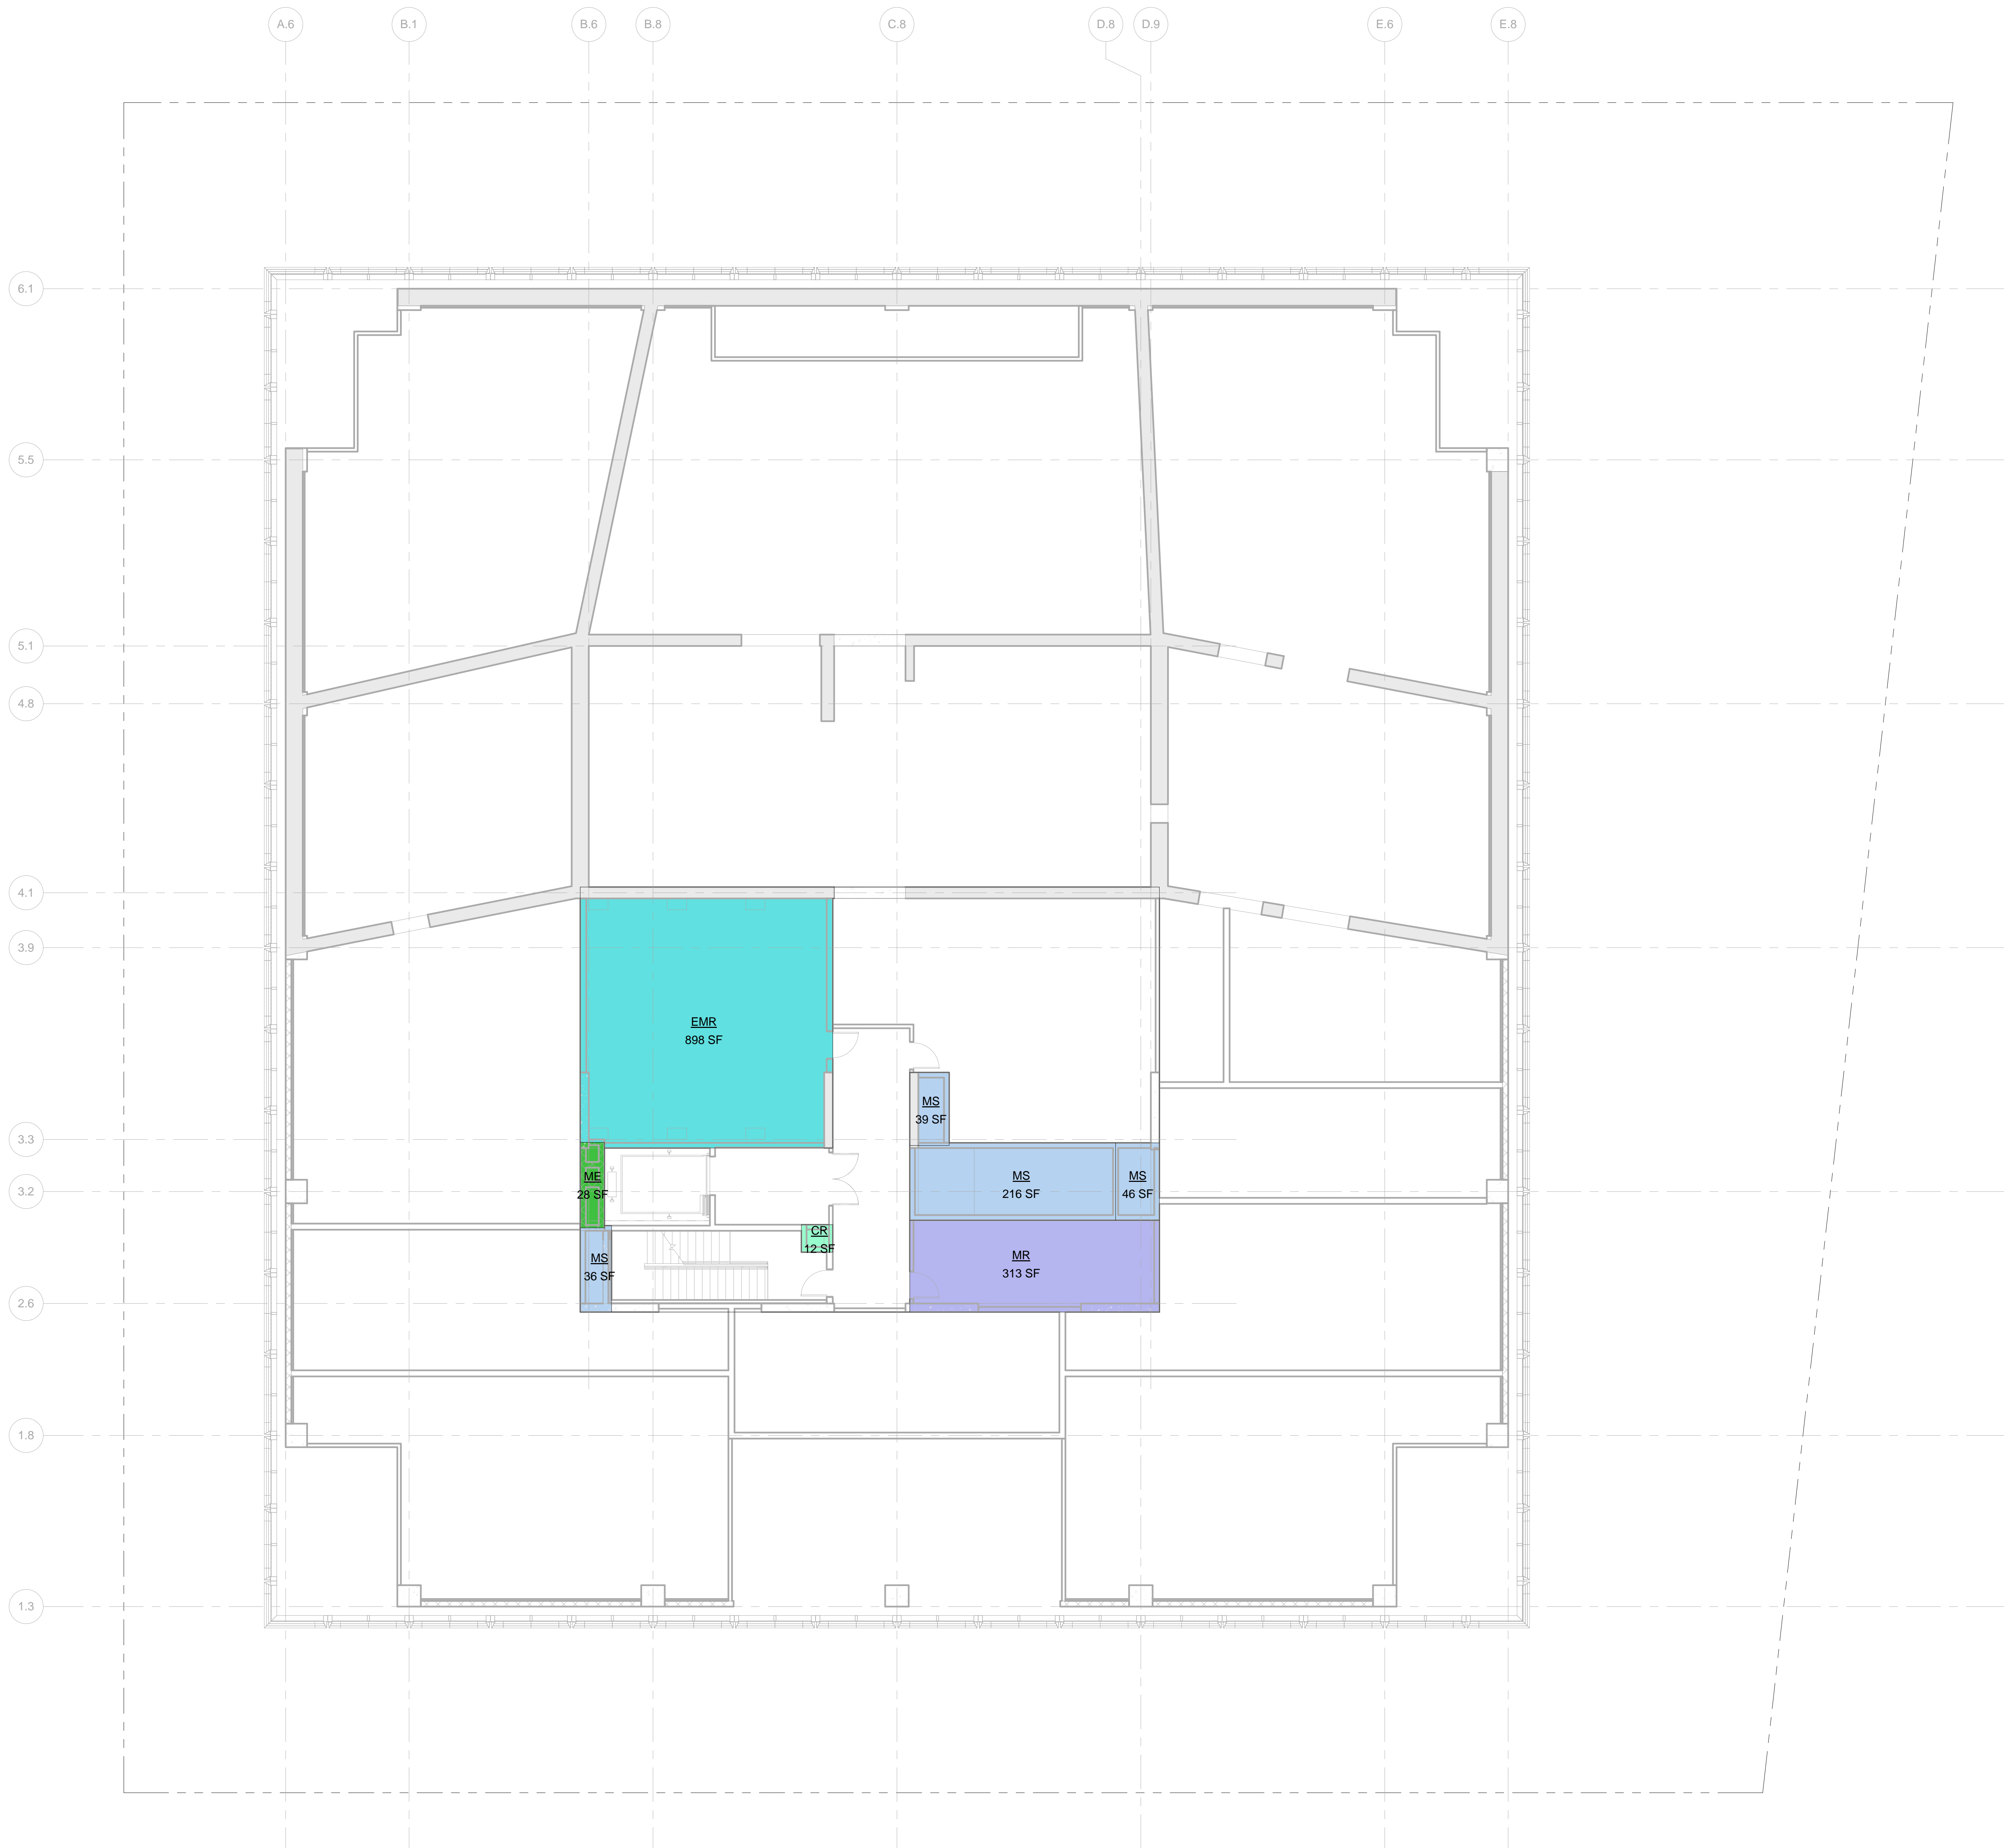 A.6
B.1
B.6
B.8
C.8
D.8
D.9
E.6
E.8
6.1
5.5
5.1
4.8
4.1
3.9
EMR
898 SF
MS
39 SF
3.3
ME
28 SF
MS
216 SF
MS
46 SF
3.2
CR
12 SF
MS
36 SF
MR
313 SF
2.6
1.8
1.3